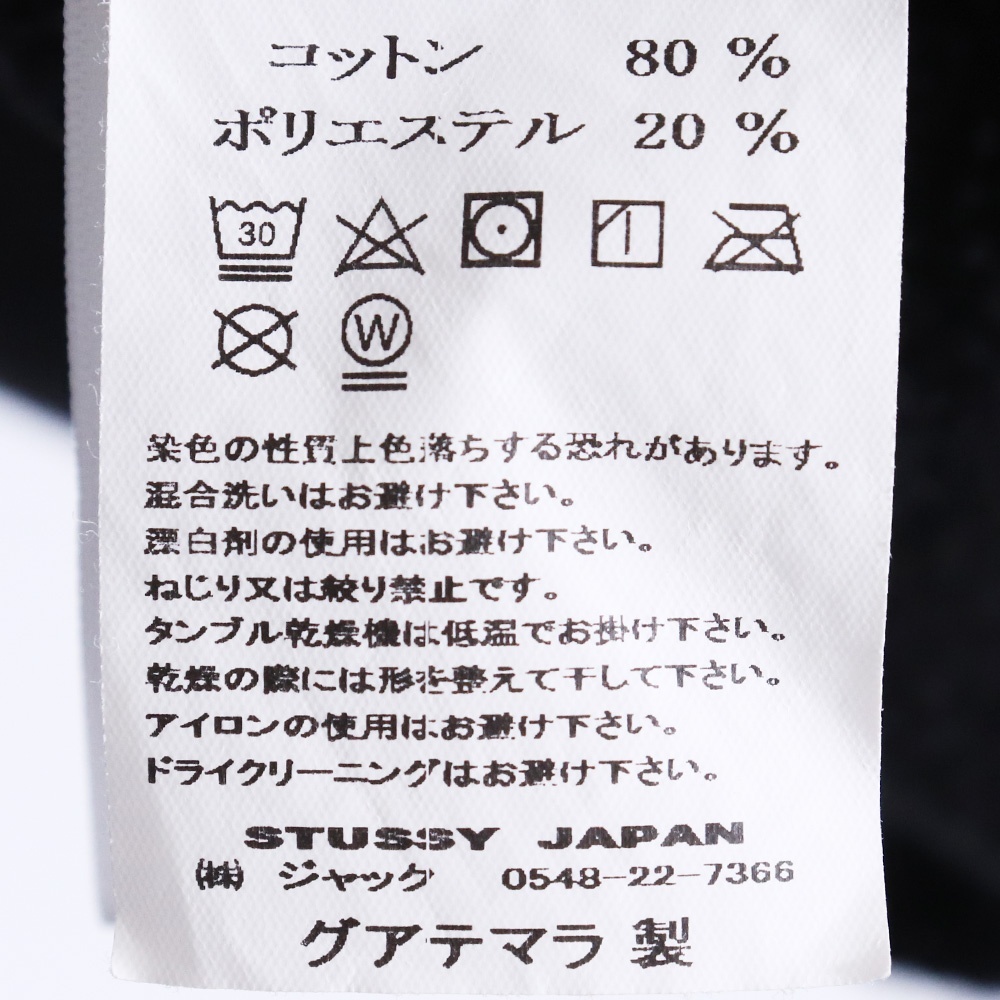 コットン 80 %
ポリエステル 20 %
30
W
染色の性質上色落ちする恐れがあります。
混合洗いはお避け下さい。
漂白剤の使用はお避け下さい。
ねじり又は絞り禁止です。
タンブル乾燥機は低温でお掛け下さい。
乾燥の際には形を整えて干して下さい。
アイロンの使用はお避け下さい。
ドライクリーニングはお避け下さい。
STUSSY JAPAN
㈱ ジャック 0548-22-7366
グアテマラ 製